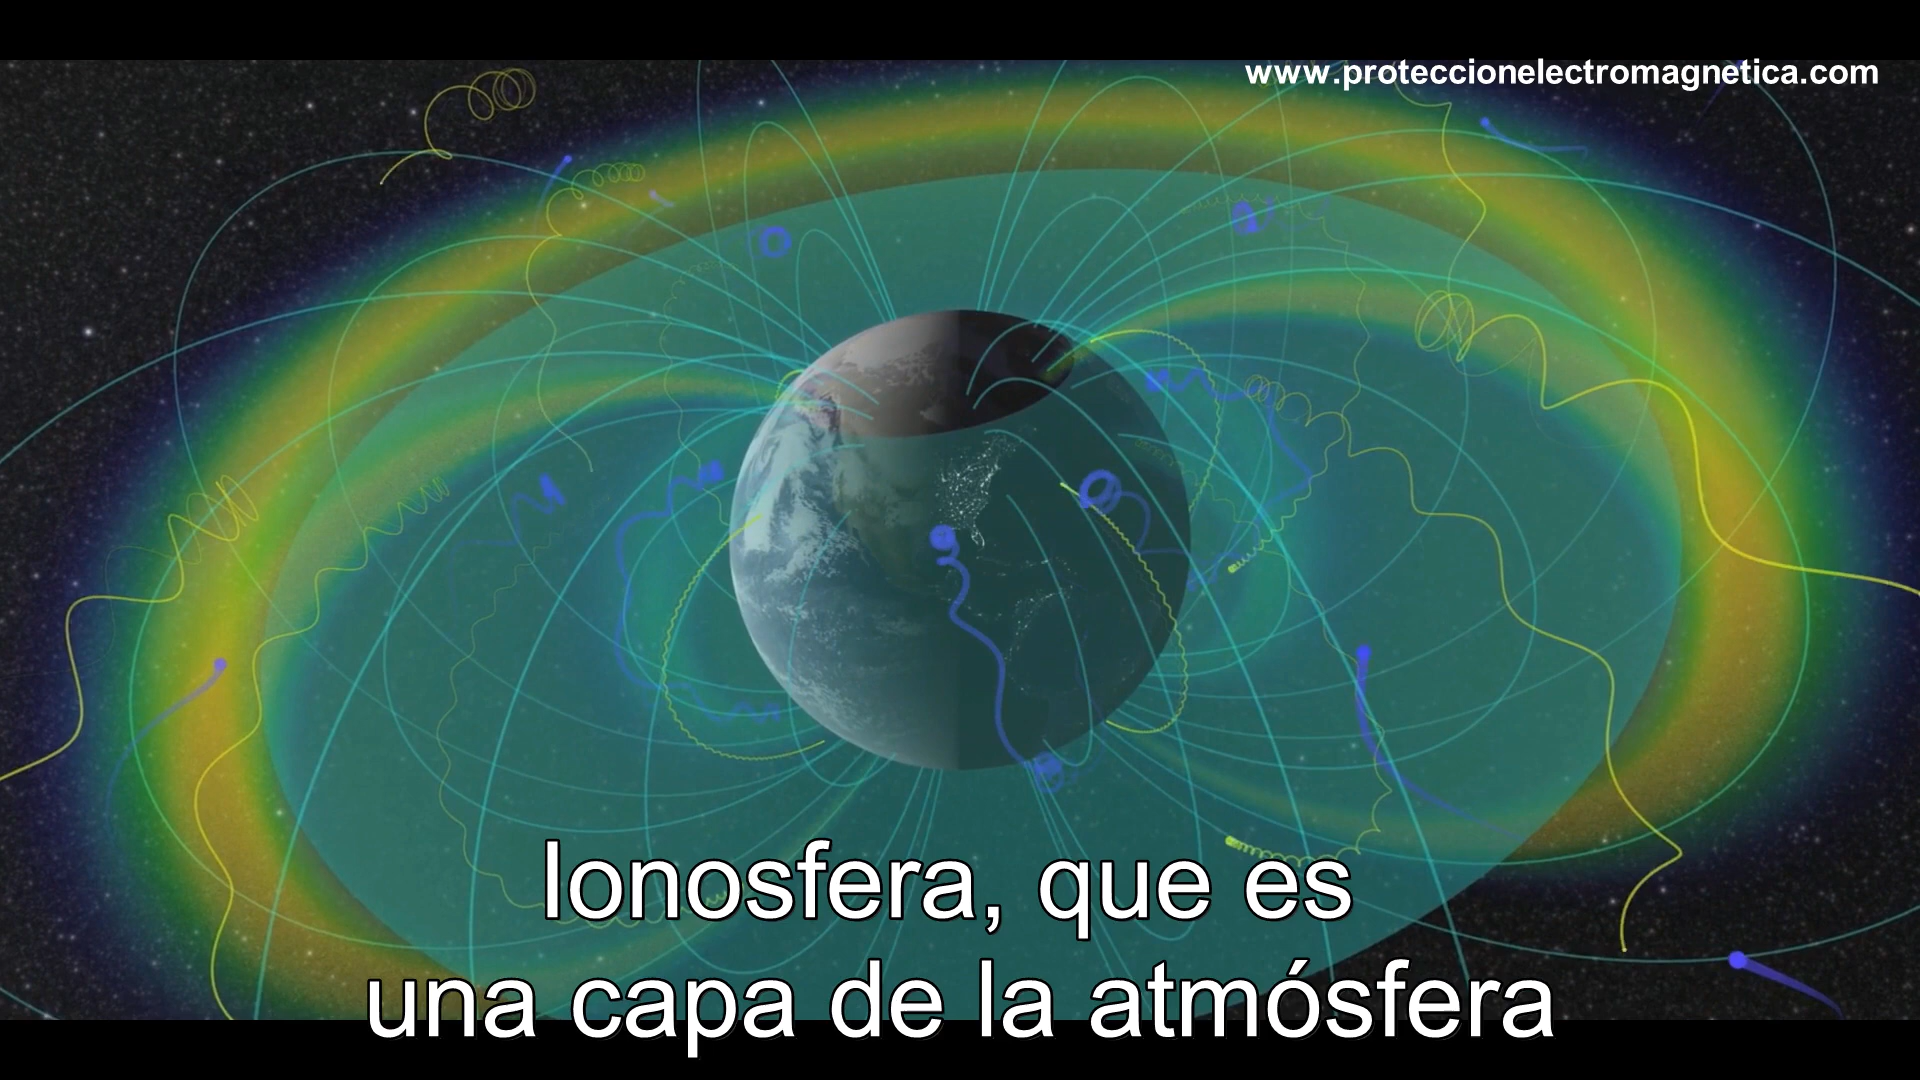 www.proteccionelectromagnetica.com
Ionosfera, que es
una capa de la atmósfera